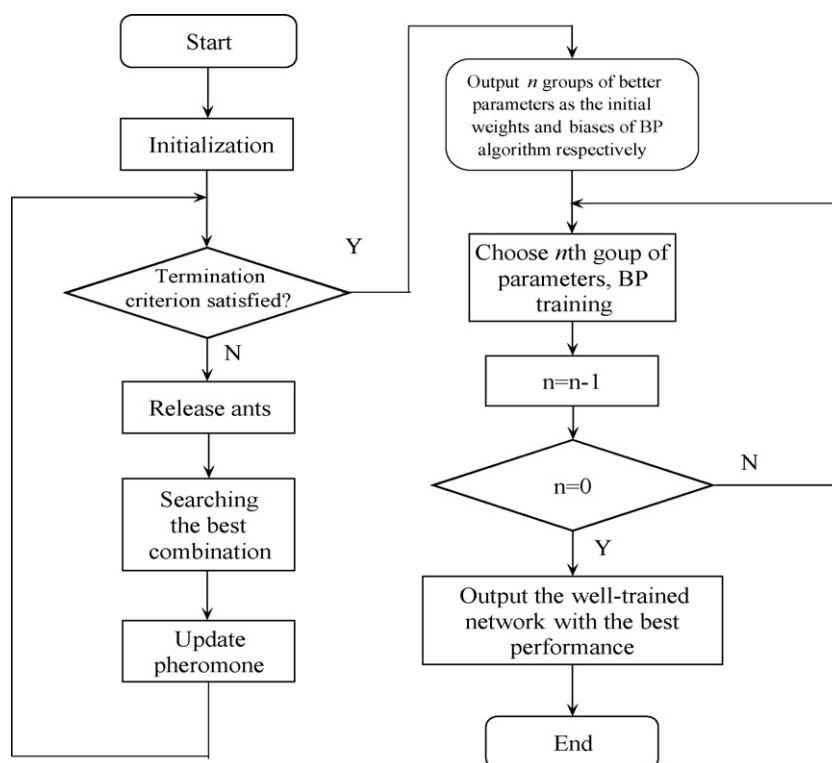 Start
Initialization
Termination
criterion satisfied?
Y
N
Release ants
Searching
the best
combination
Update
pheromone
Output n groups of better
parameters as the initial
weights and biases of BP
algorithm respectively
Choose nth goup of
parameters, BP
training
n=n-1
n=0
N
Y
Output the well-trained
network with the best
performance
End